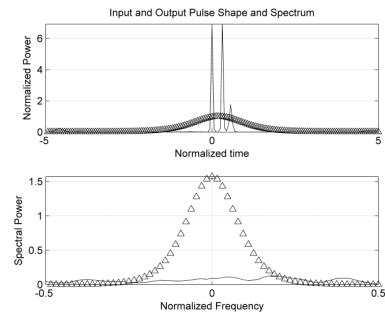 Input and Output Pulse Shape and Spectrum
Normalized Power
6
4
2
0
-5
0
5
Normalized time
Spectral Power
1.5
1
0.5
0
-0.5
0
0.5
Normalized Frequency